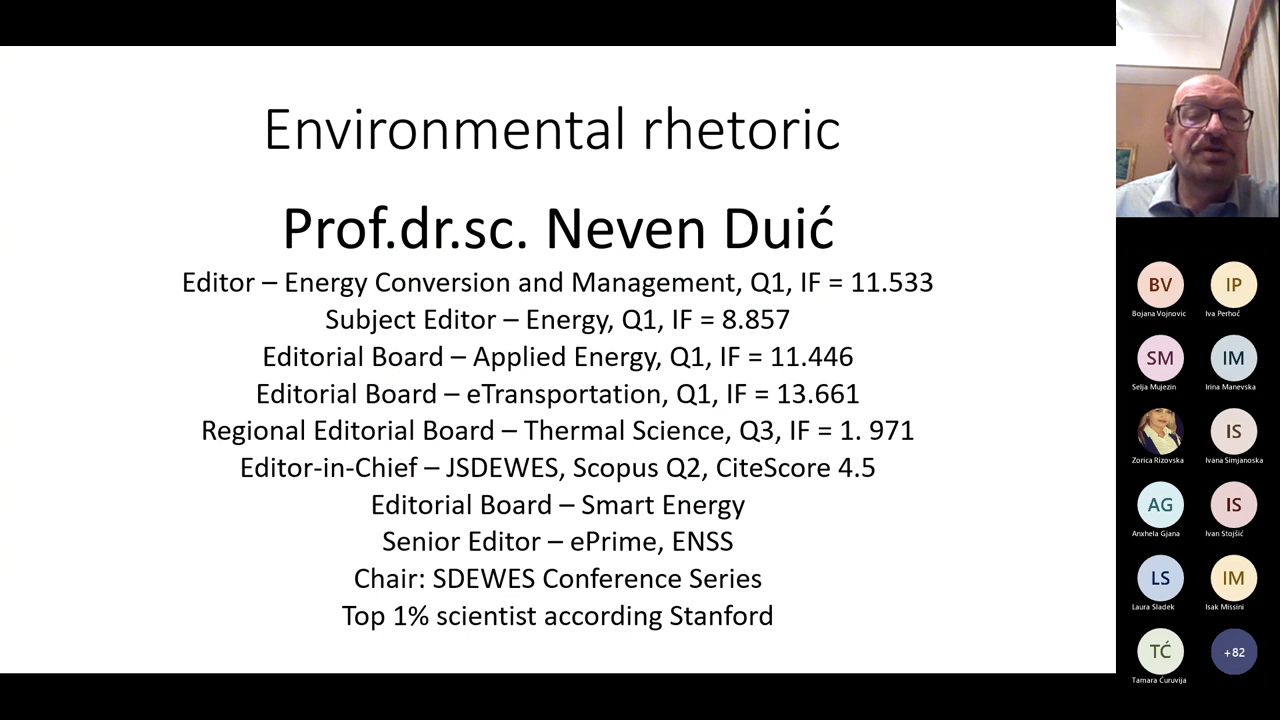 Environmental rhetoric
Prof.dr.sc. Neven Duić
Editor – Energy Conversion and Management, Q1, IF = 11.533
Subject Editor – Energy, Q1, IF = 8.857
Editorial Board – Applied Energy, Q1, IF = 11.446
Editorial Board – eTransportation, Q1, IF = 13.661
Regional Editorial Board – Thermal Science, Q3, IF = 1. 971
Editor-in-Chief – JSDEWES, Scopus Q2, CiteScore 4.5
Editorial Board – Smart Energy
Senior Editor – ePrime, ENSS
Chair: SDEWES Conference Series
Top 1% scientist according Stanford
BV IP
Bojana Vojnovic Iva Perhoč
SM IM
Selja Mujezin Irina Manevska
IS
Zorica Rizovska Ivana Simjanoska
AG IS
Anxhela Gjana Ivan Stojšić
LS IM
Laura Sladek Isak Missini
TĆ +82
Tamara Ćuruvija